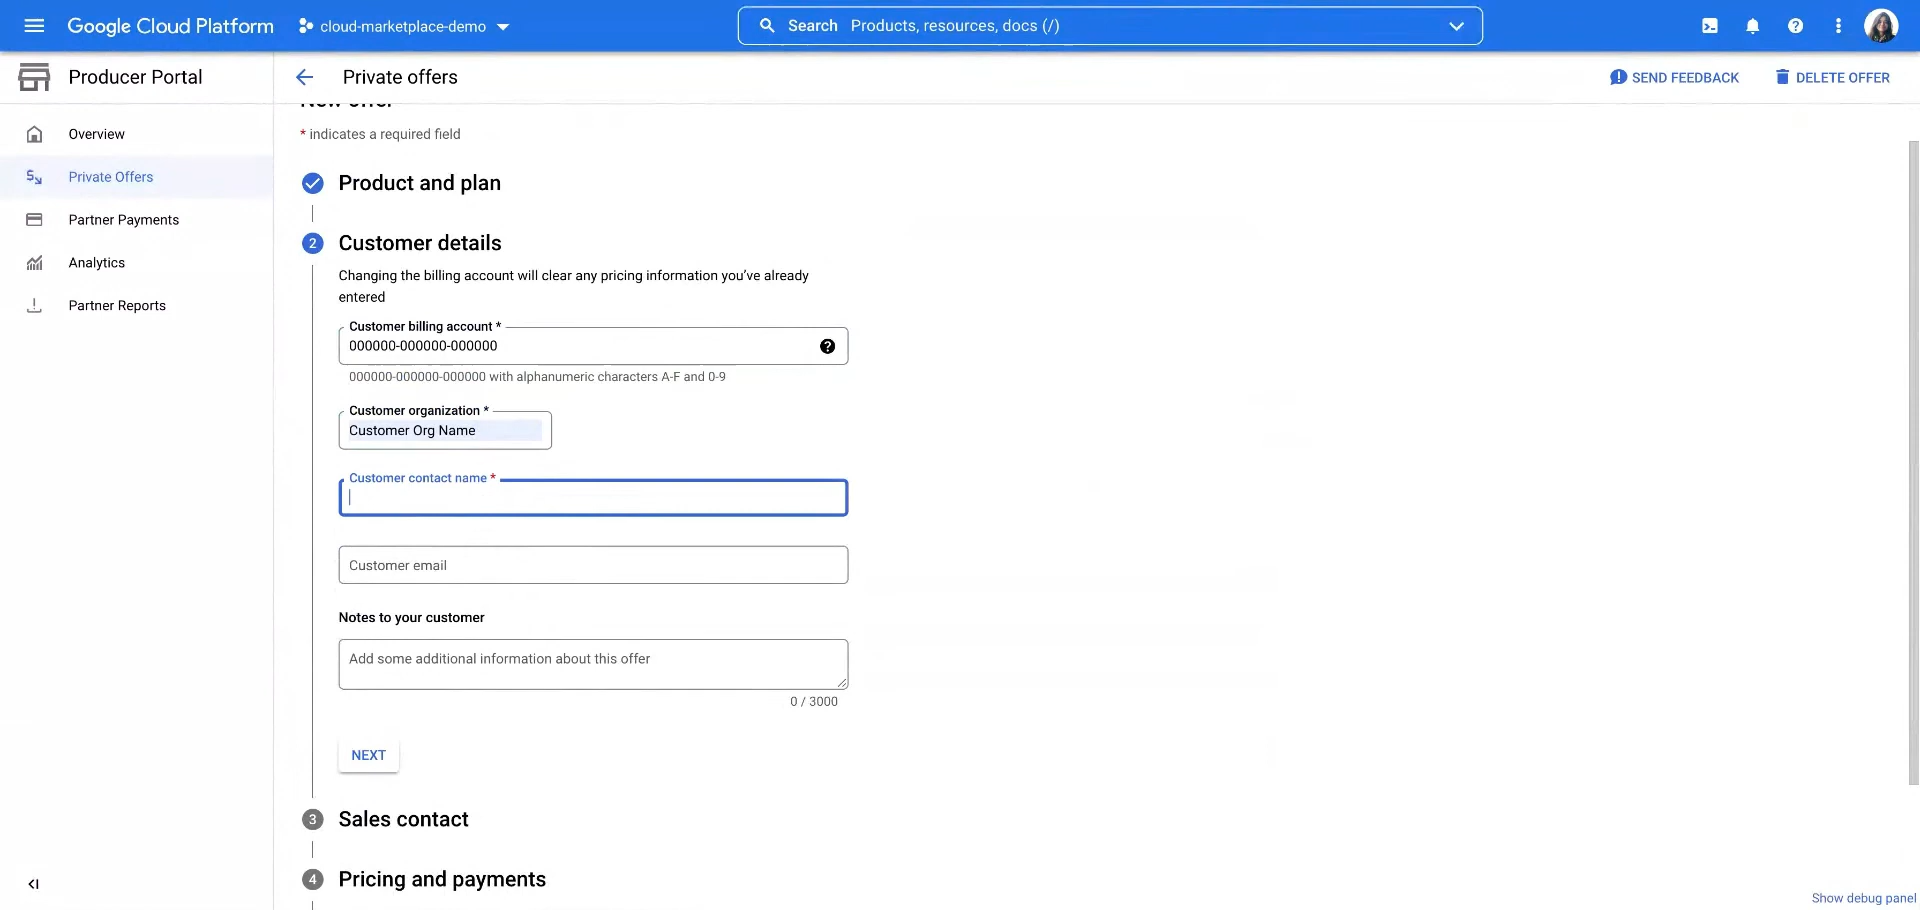 Google Cloud Platform
cloud-marketplace-demo
Search Products, resources, docs (/)
Producer Portal
Private offers
SEND FEEDBACK
DELETE OFFER
Overview
Private Offers
Partner Payments
Analytics
Partner Reports
New offer
* indicates a required field
Product and plan
2 Customer details
Changing the billing account will clear any pricing information you’ve already
entered
Customer billing account *
000000-000000-000000
000000-000000-000000 with alphanumeric characters A-F and 0-9
Customer organization *
Customer Org Name
Customer contact name *
Customer email
Notes to your customer
Add some additional information about this offer
0 / 3000
NEXT
3 Sales contact
4 Pricing and payments
Show debug panel